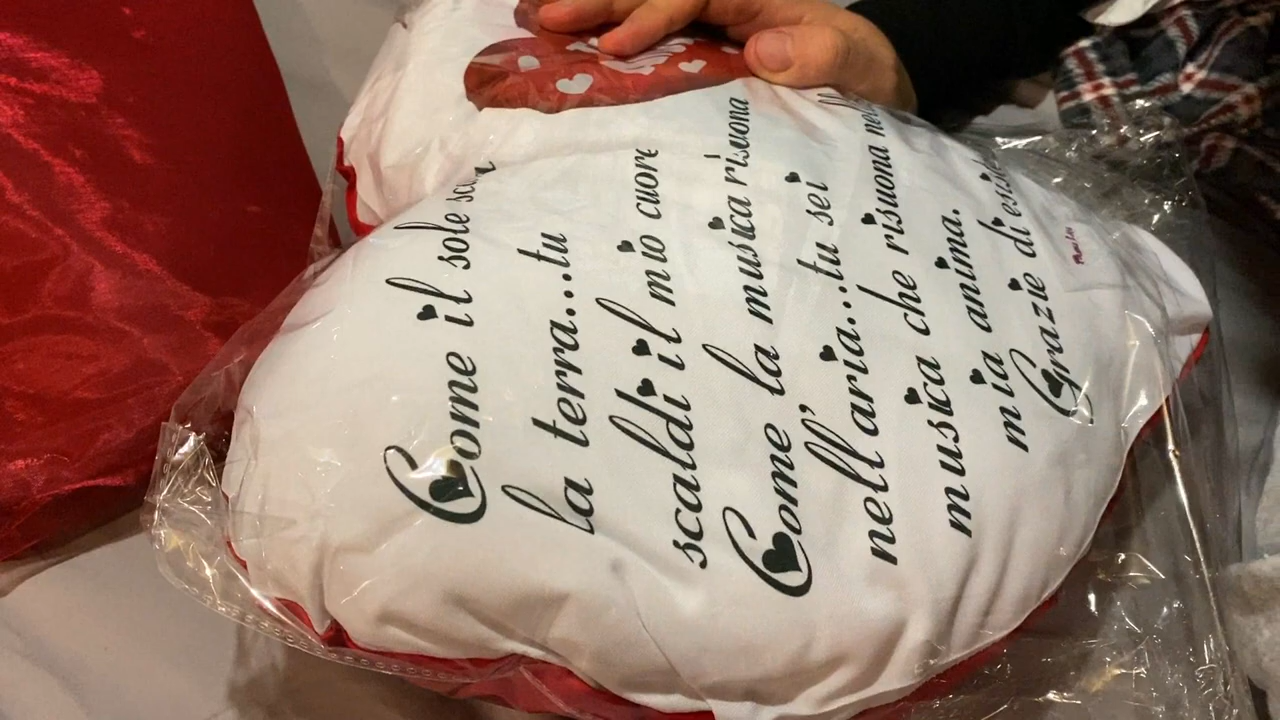 Come il sole
la terra...tu
scaldi il mio cuore
Come la musica risuona
nell'aria...tu sei
musica che risuona
mia anima.
Grazie di